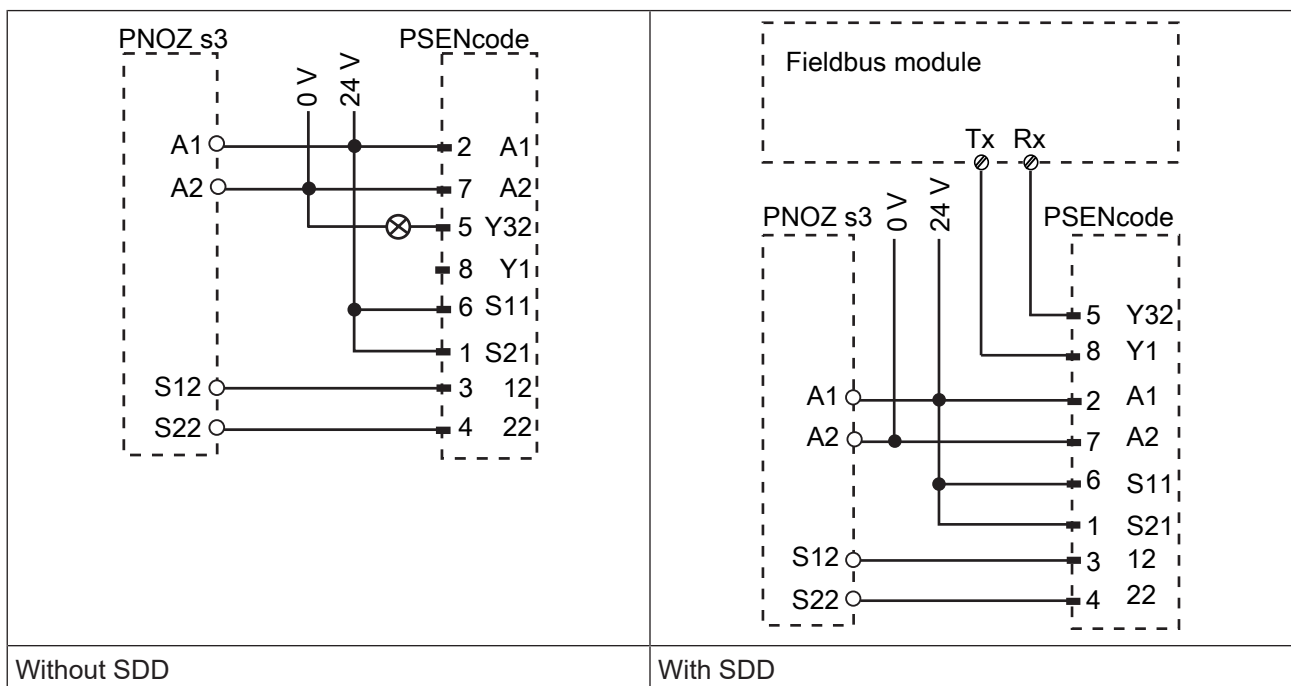 PNOZ s3 PSENcode
0 V
24 V
A1 2 A1
A2 7 A2
5 Y32
8 Y1
6 S11
1 S21
S12 3 12
S22 4 22
Without SDD
Fieldbus module
Tx Rx
PNOZ s3 0 V 24 V PSENcode
5 Y32
8 Y1
A1 2 A1
A2 7 A2
6 S11
1 S21
S12 3 12
S22 4 22
With SDD